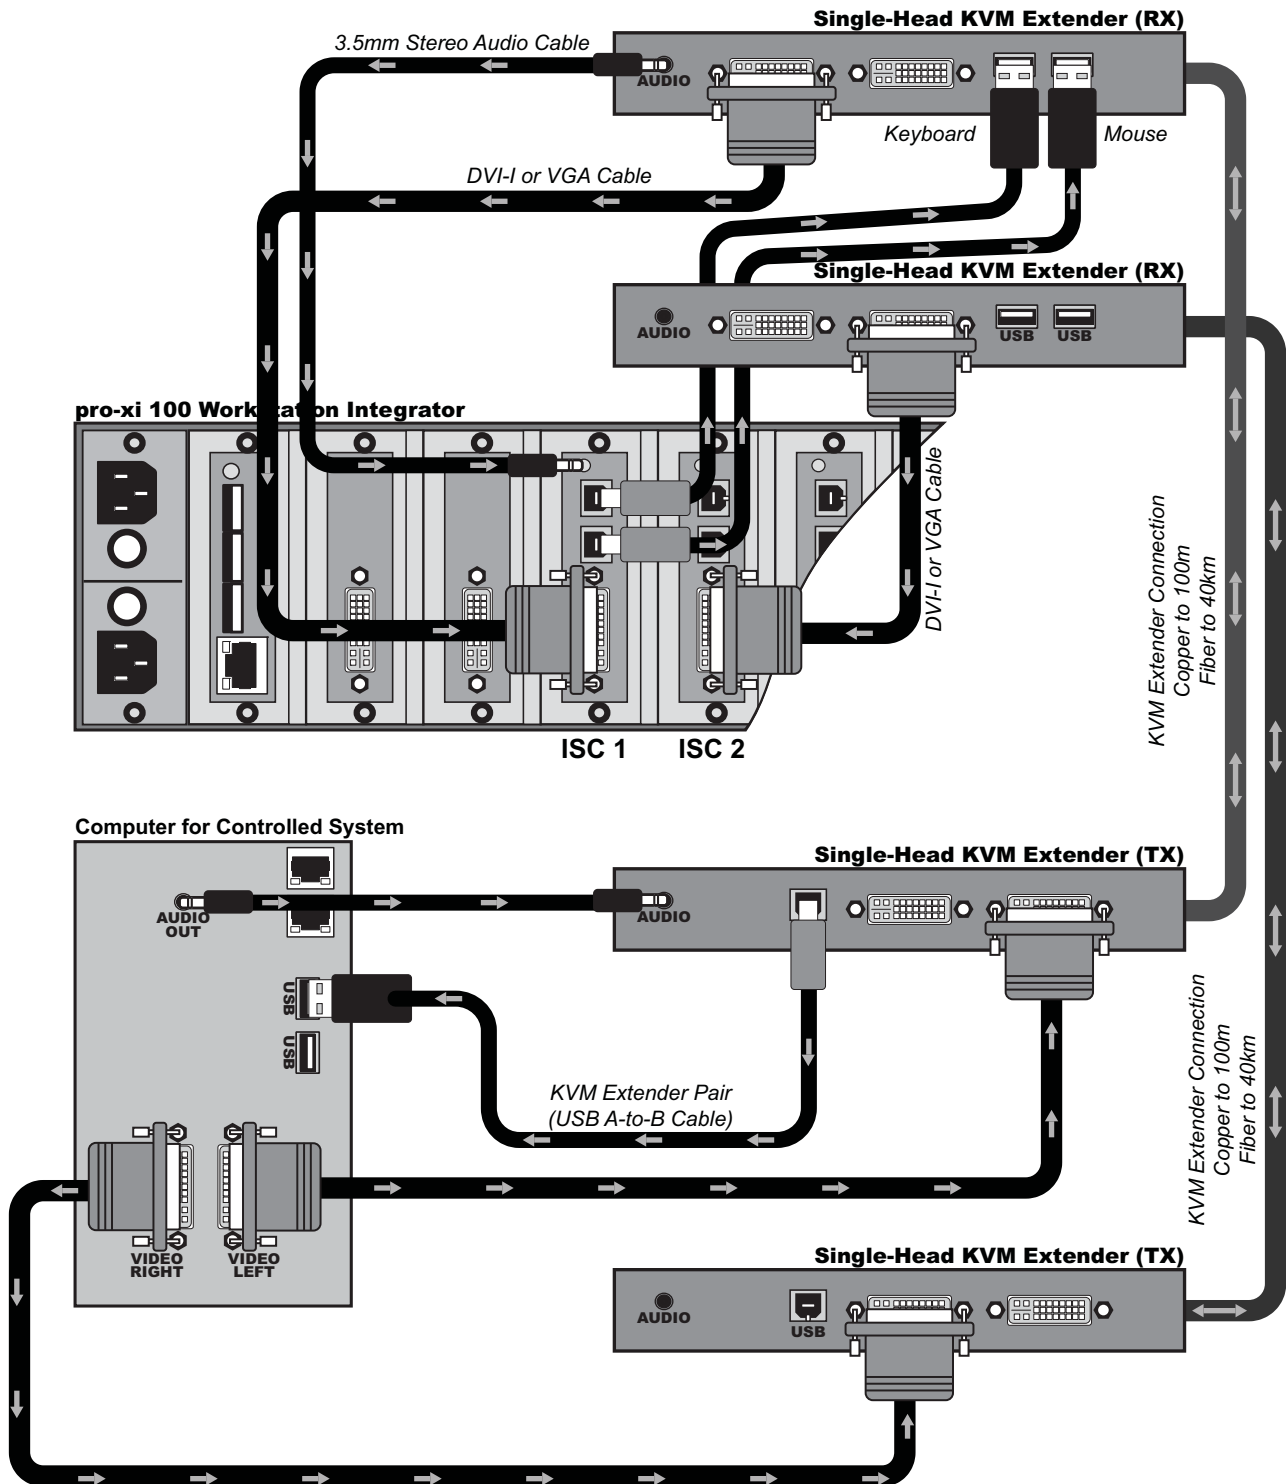 Single-Head KVM Extender (RX)
3.5mm Stereo Audio Cable
AUDIO
Keyboard
Mouse
DVI-I or VGA Cable
Single-Head KVM Extender (RX)
AUDIO
USB
USB
pro-xi 100 Workstation Integrator
DVI-I or VGA Cable
KVM Extender Connection
Copper to 100m
Fiber to 40km
ISC 1
ISC 2
Computer for Controlled System
Single-Head KVM Extender (TX)
AUDIO
OUT
AUDIO
USB
USB
KVM Extender Pair
(USB A-to-B Cable)
KVM Extender Connection
Copper to 100m
Fiber to 40km
VIDEO
RIGHT
VIDEO
LEFT
Single-Head KVM Extender (TX)
AUDIO
USB